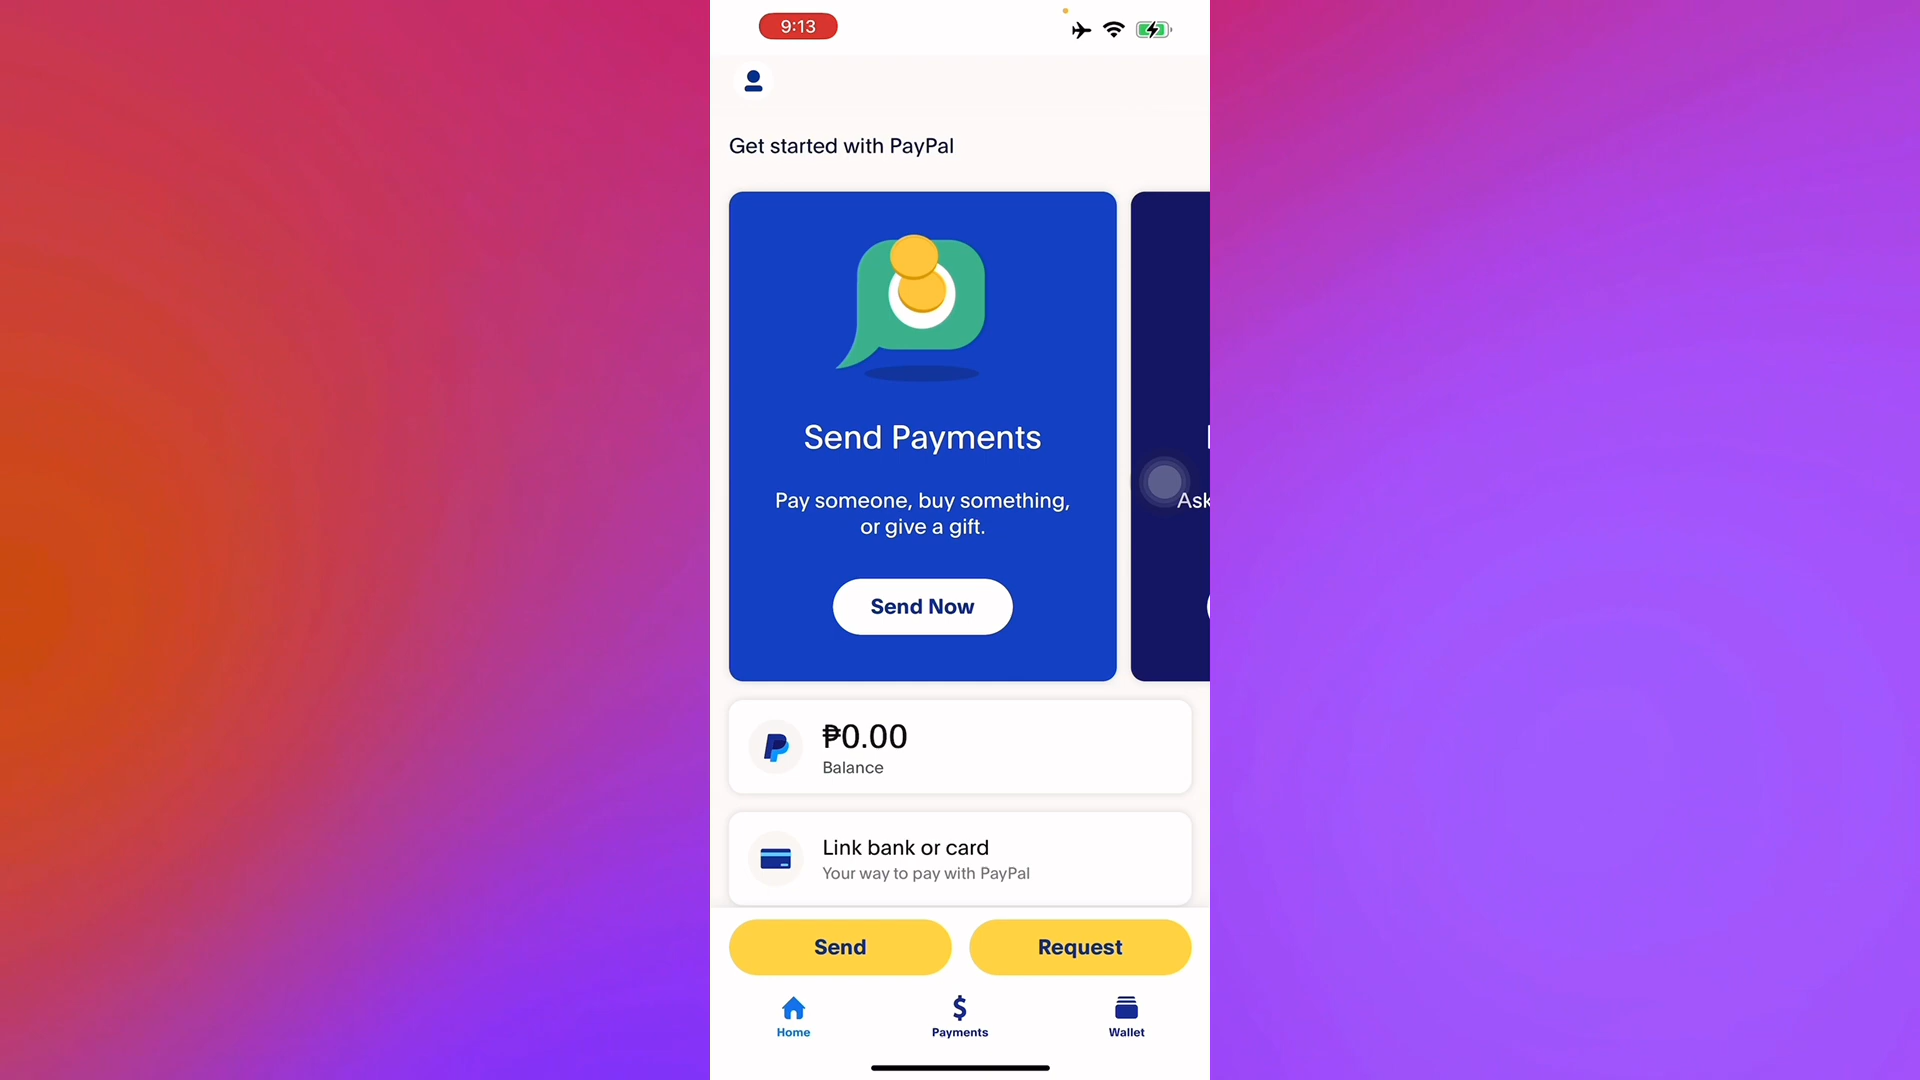 9:13
Get started with PayPal
Send Payments
Pay someone, buy something,
or give a gift.
Send Now
Ask
₱0.00
Balance
Link bank or card
Your way to pay with PayPal
Send
Request
Home
Payments
Wallet